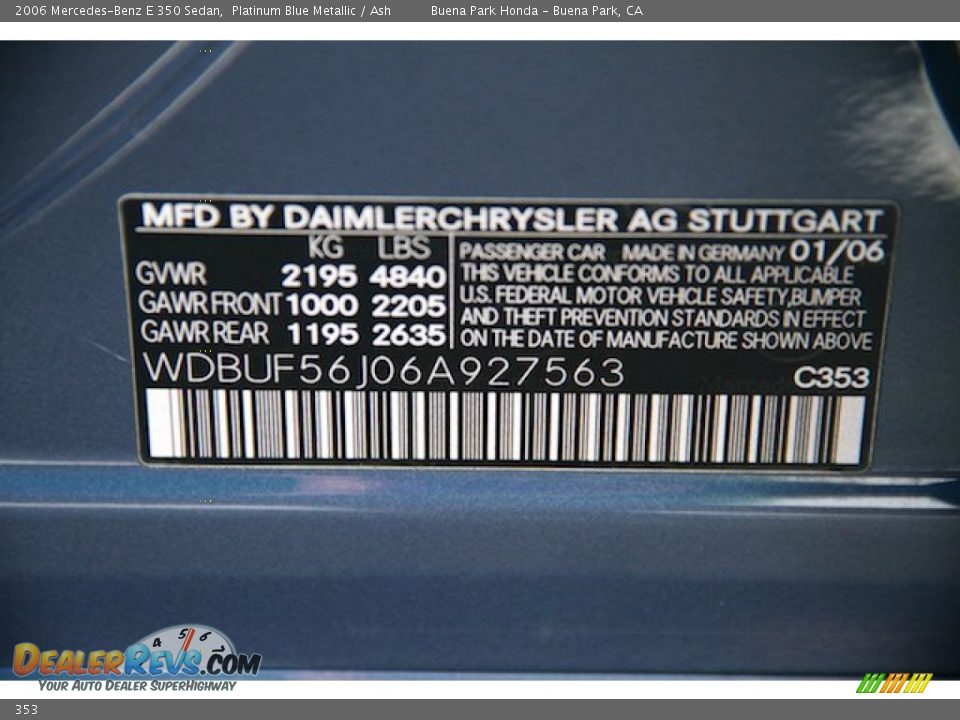 2006 Mercedes-Benz E 350 Sedan, Platinum Blue Metallic / Ash Buena Park Honda - Buena Park, CA
MFD BY DAIMLERCHRYSLER AG STUTTGART
KG LBS
GVWR 2195 4840
GAWR FRONT 1000 2205
GAWR REAR 1195 2635
PASSENGER CAR MADE IN GERMANY 01/06
THIS VEHICLE CONFORMS TO ALL APPLICABLE
U.S. FEDERAL MOTOR VEHICLE SAFETY,BUMPER
AND THEFT PREVENTION STANDARDS IN EFFECT
ON THE DATE OF MANUFACTURE SHOWN ABOVE
WDBUF56J06A927563 C353
4 5 6
DEALERREVS.COM
YOUR AUTO DEALER SUPERHIGHWAY
353